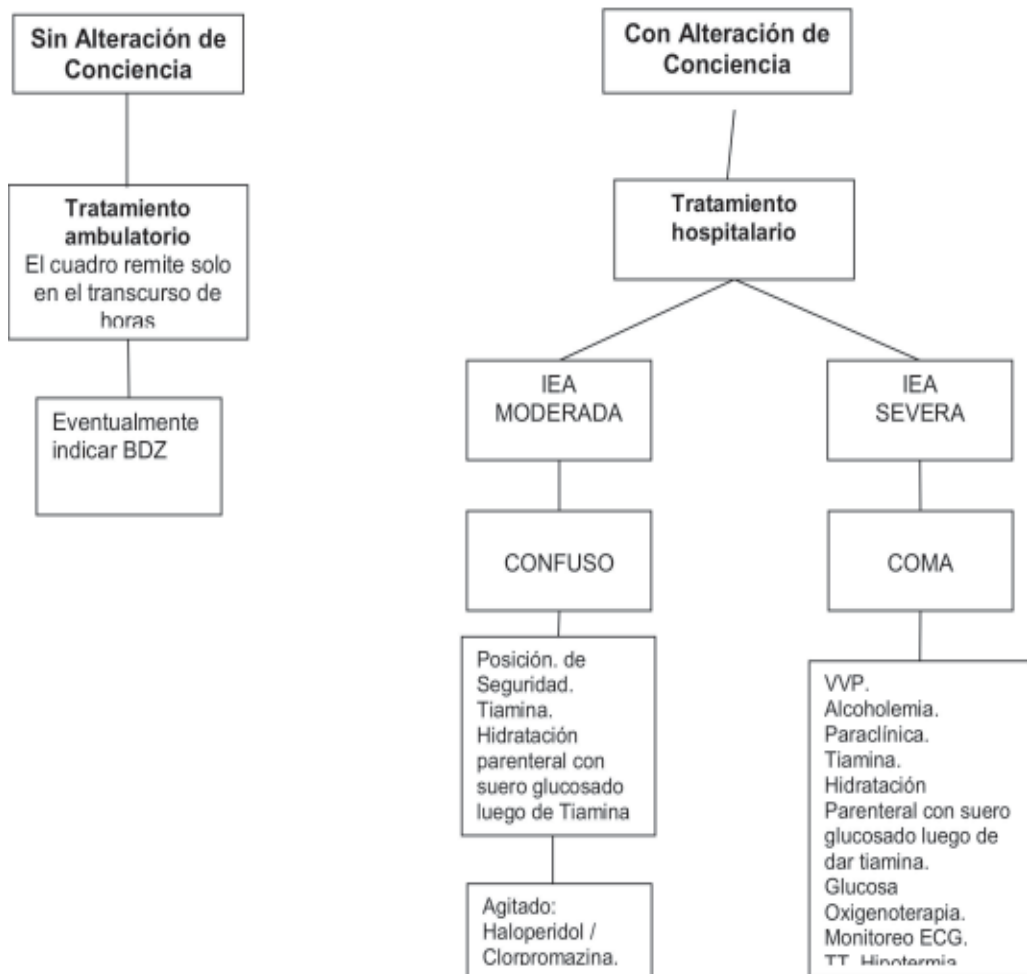 Sin Alteración de
Conciencia
Tratamiento
ambulatorio
El cuadro remite solo
en el transcurso de
horas
Eventualmente
indicar BDZ
Con Alteración de
Conciencia
Tratamiento
hospitalario
IEA
MODERADA
CONFUSO
Posición. de
Seguridad.
Tiamina.
Hidratación
parenteral con
suero glucosado
luego de Tiamina
Agitado:
Haloperidol /
Clorpromazina.
IEA
SEVERA
COMA
VVP.
Alcoholemia.
Paraclínica.
Tiamina.
Hidratación
Parenteral con suero
glucosado luego de
dar tiamina.
Glucosa
Oxigenoterapia.
Monitoreo ECG.
TT. Hipotermia